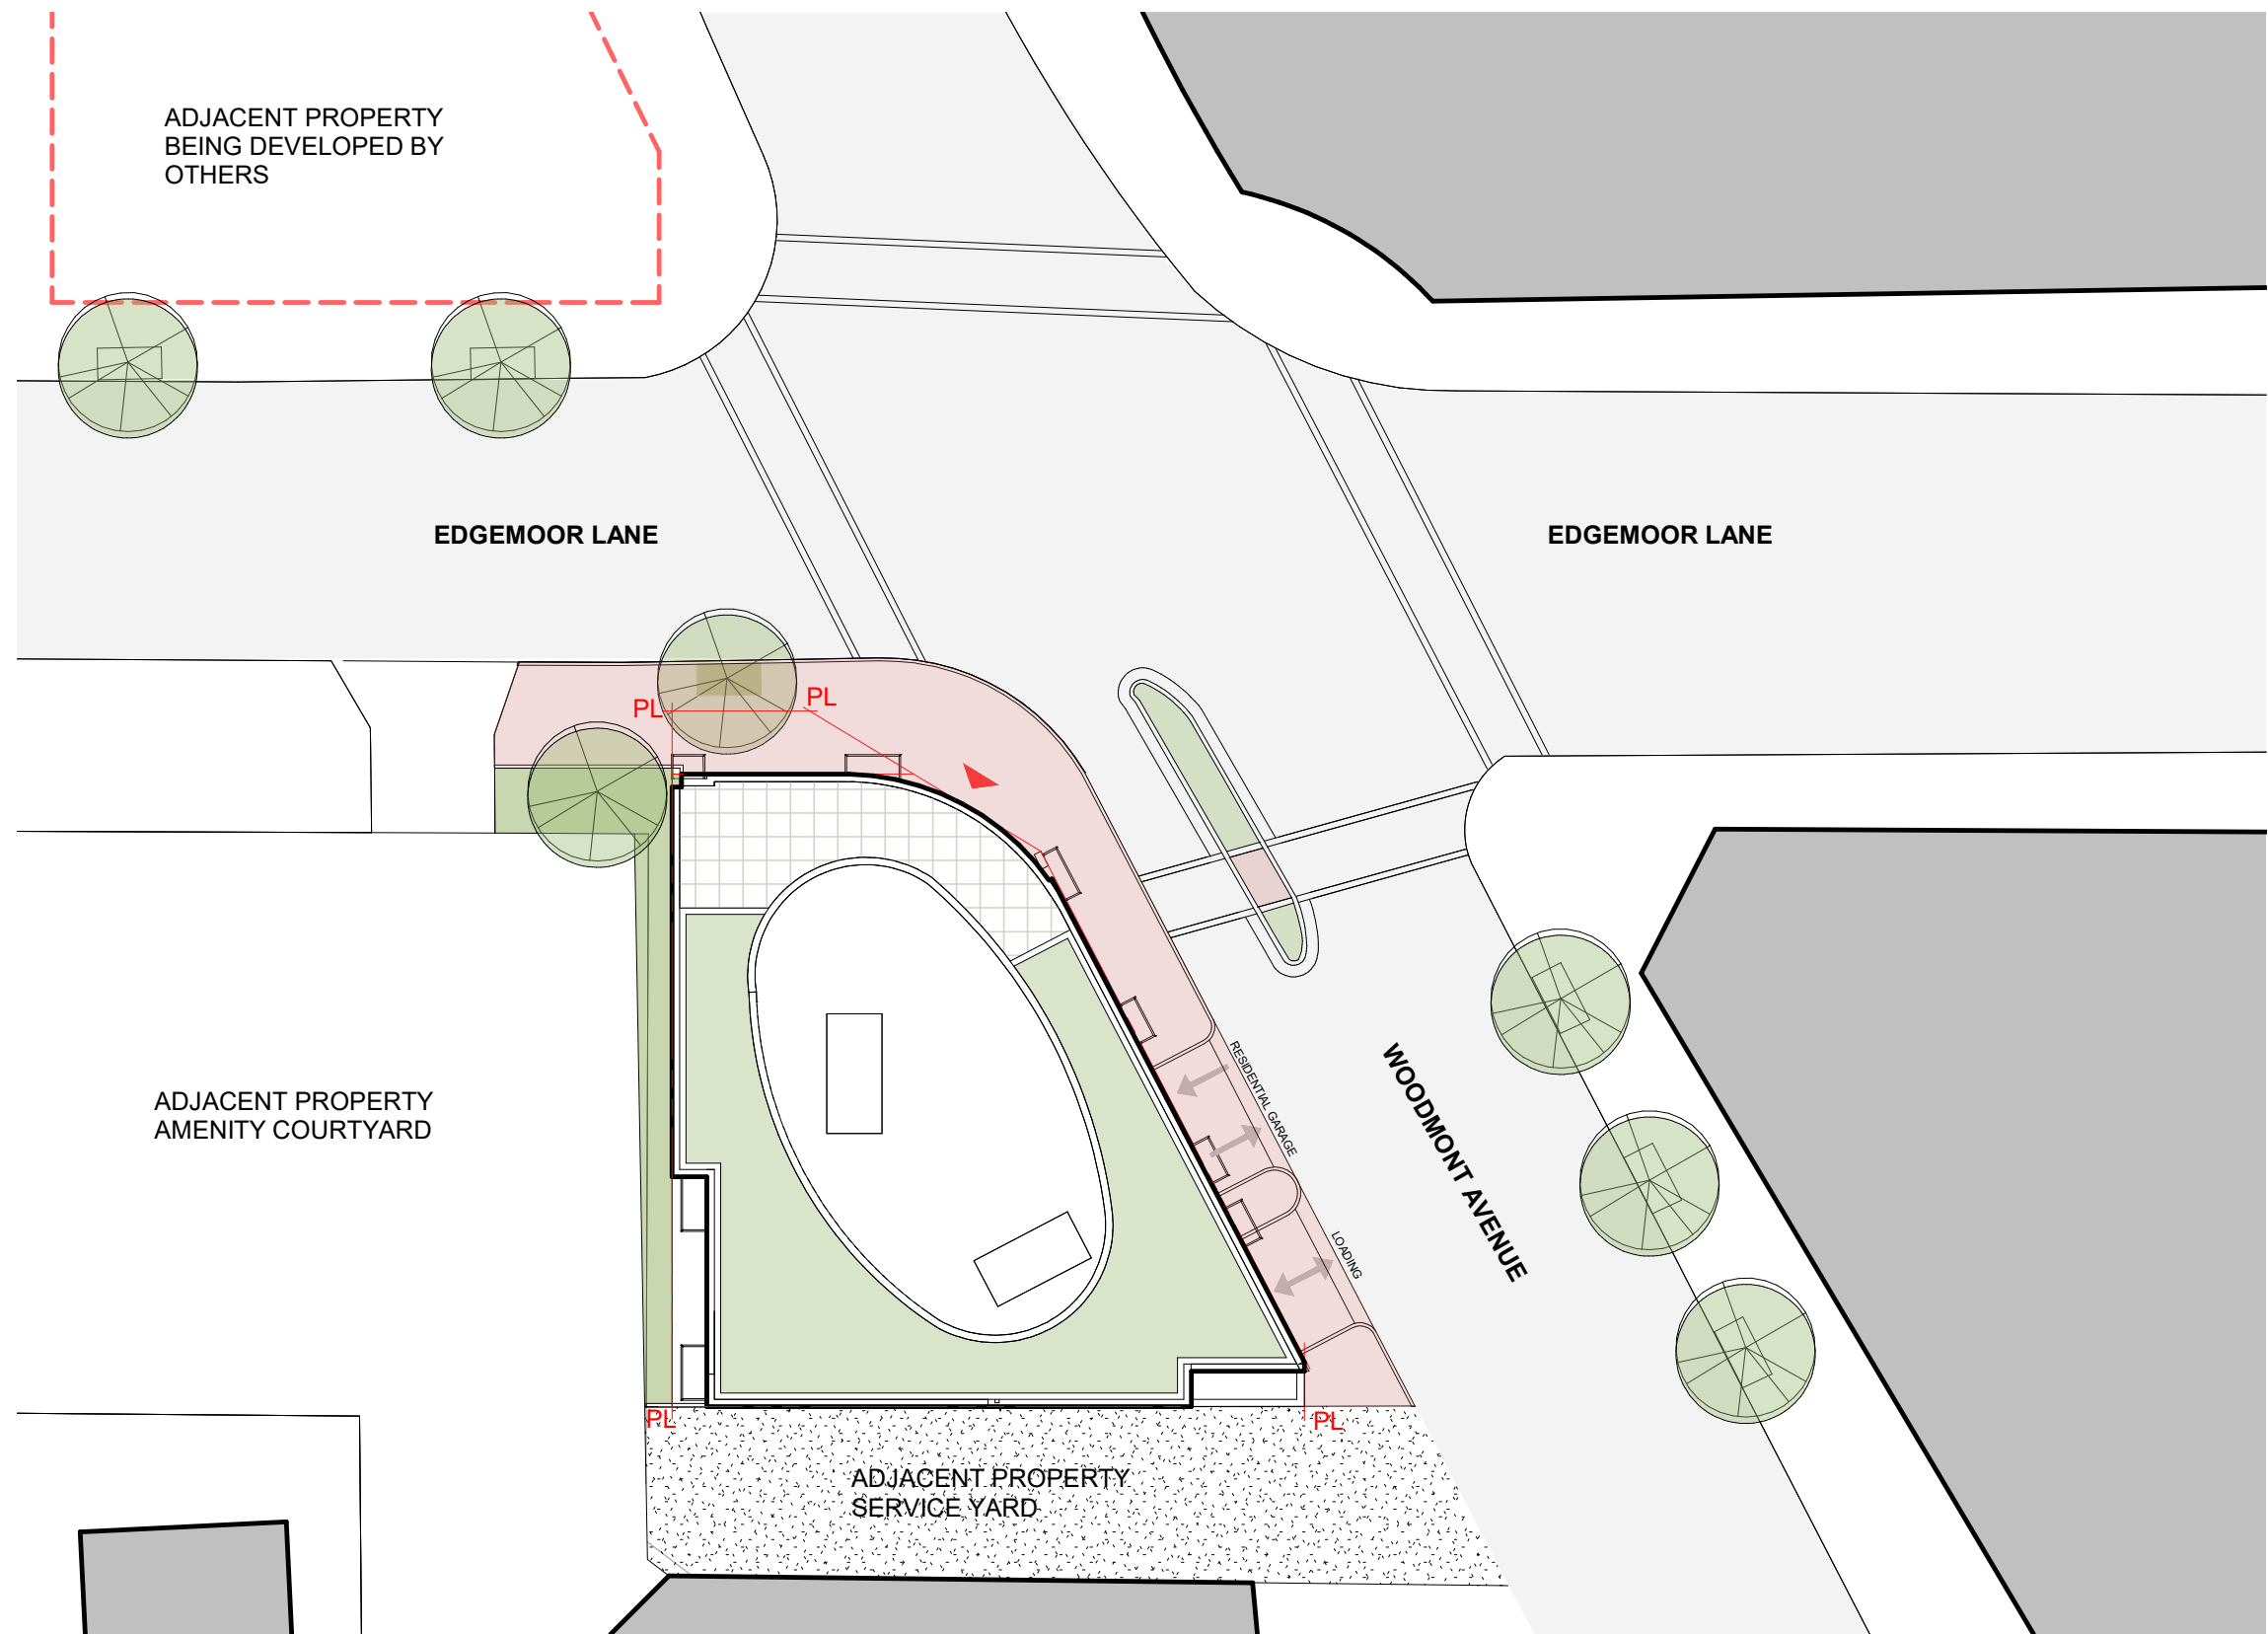 ADJACENT PROPERTY
BEING DEVELOPED BY
OTHERS
EDGEMOOR LANE
EDGEMOOR LANE
PL
PL
RESIDENTIAL GARAGE
WOODMONT AVENUE
ADJACENT PROPERTY
AMENITY COURTYARD
LOADING
PL
PL
ADJACENT PROPERTY
SERVICE YARD